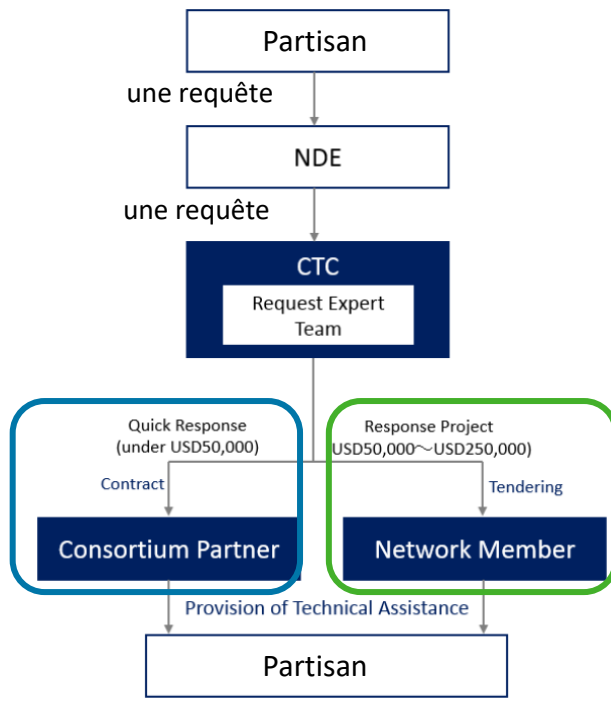 Partisan
une requête
NDE
une requête
CTC
Request Expert
Team
Quick Response
(under USD50,000)
Contract
Consortium Partner
Response Project
USD50,000～USD250,000)
Tendering
Network Member
Provision of Technical Assistance
Partisan